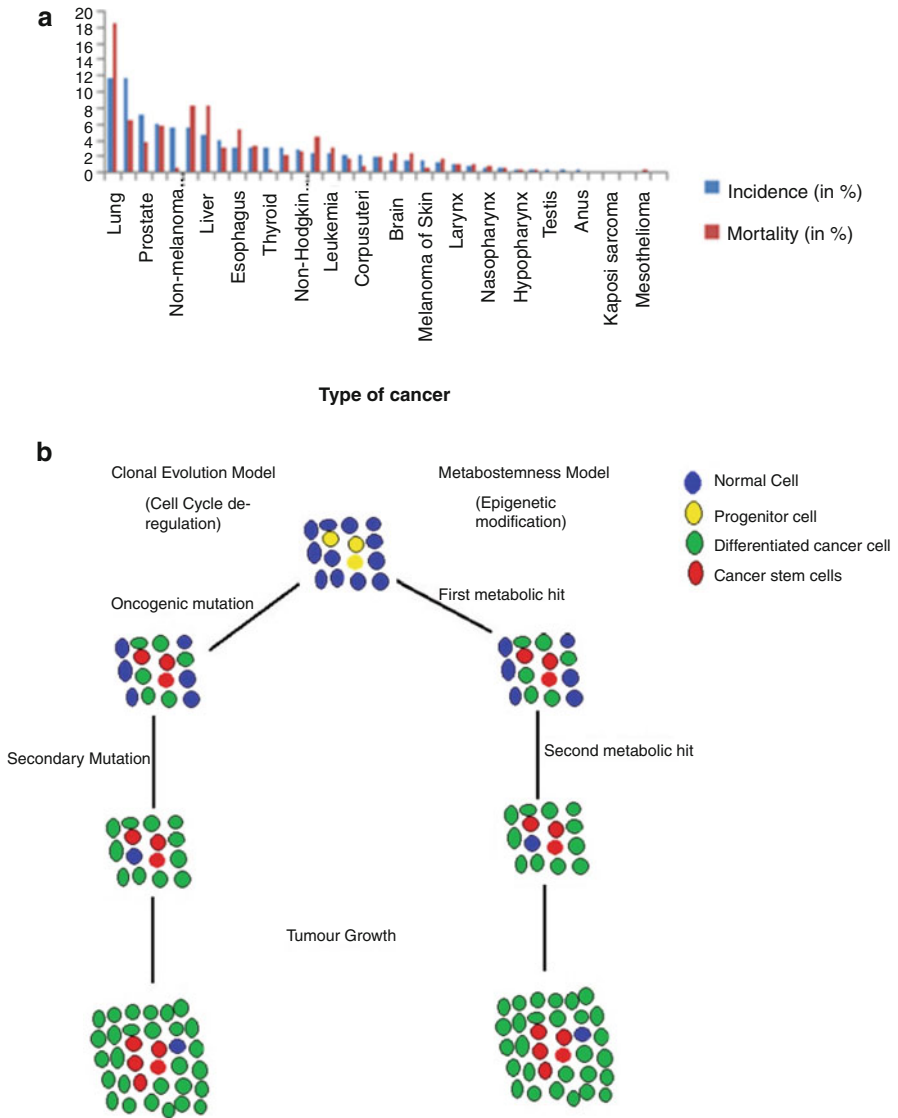 a
20
18
16
14
12
10
8
6
4
2
0
Lung
Prostate
Non-melanoma...
Liver
Esophagus
Thyroid
Non-Hodgkin...
Leukemia
Corpusuteri
Brain
Melanoma of Skin
Larynx
Nasopharynx
Hypopharynx
Testis
Anus
Kaposi sarcoma
Mesothelioma
Incidence (in %)
Mortality (in %)
Type of cancer
b
Clonal Evolution Model
(Cell Cycle de-
regulation)
Metabostemness Model
(Epigenetic
modification)
Normal Cell
Progenitor cell
Differentiated cancer cell
Cancer stem cells
Oncogenic mutation
First metabolic hit
Secondary Mutation
Second metabolic hit
Tumour Growth